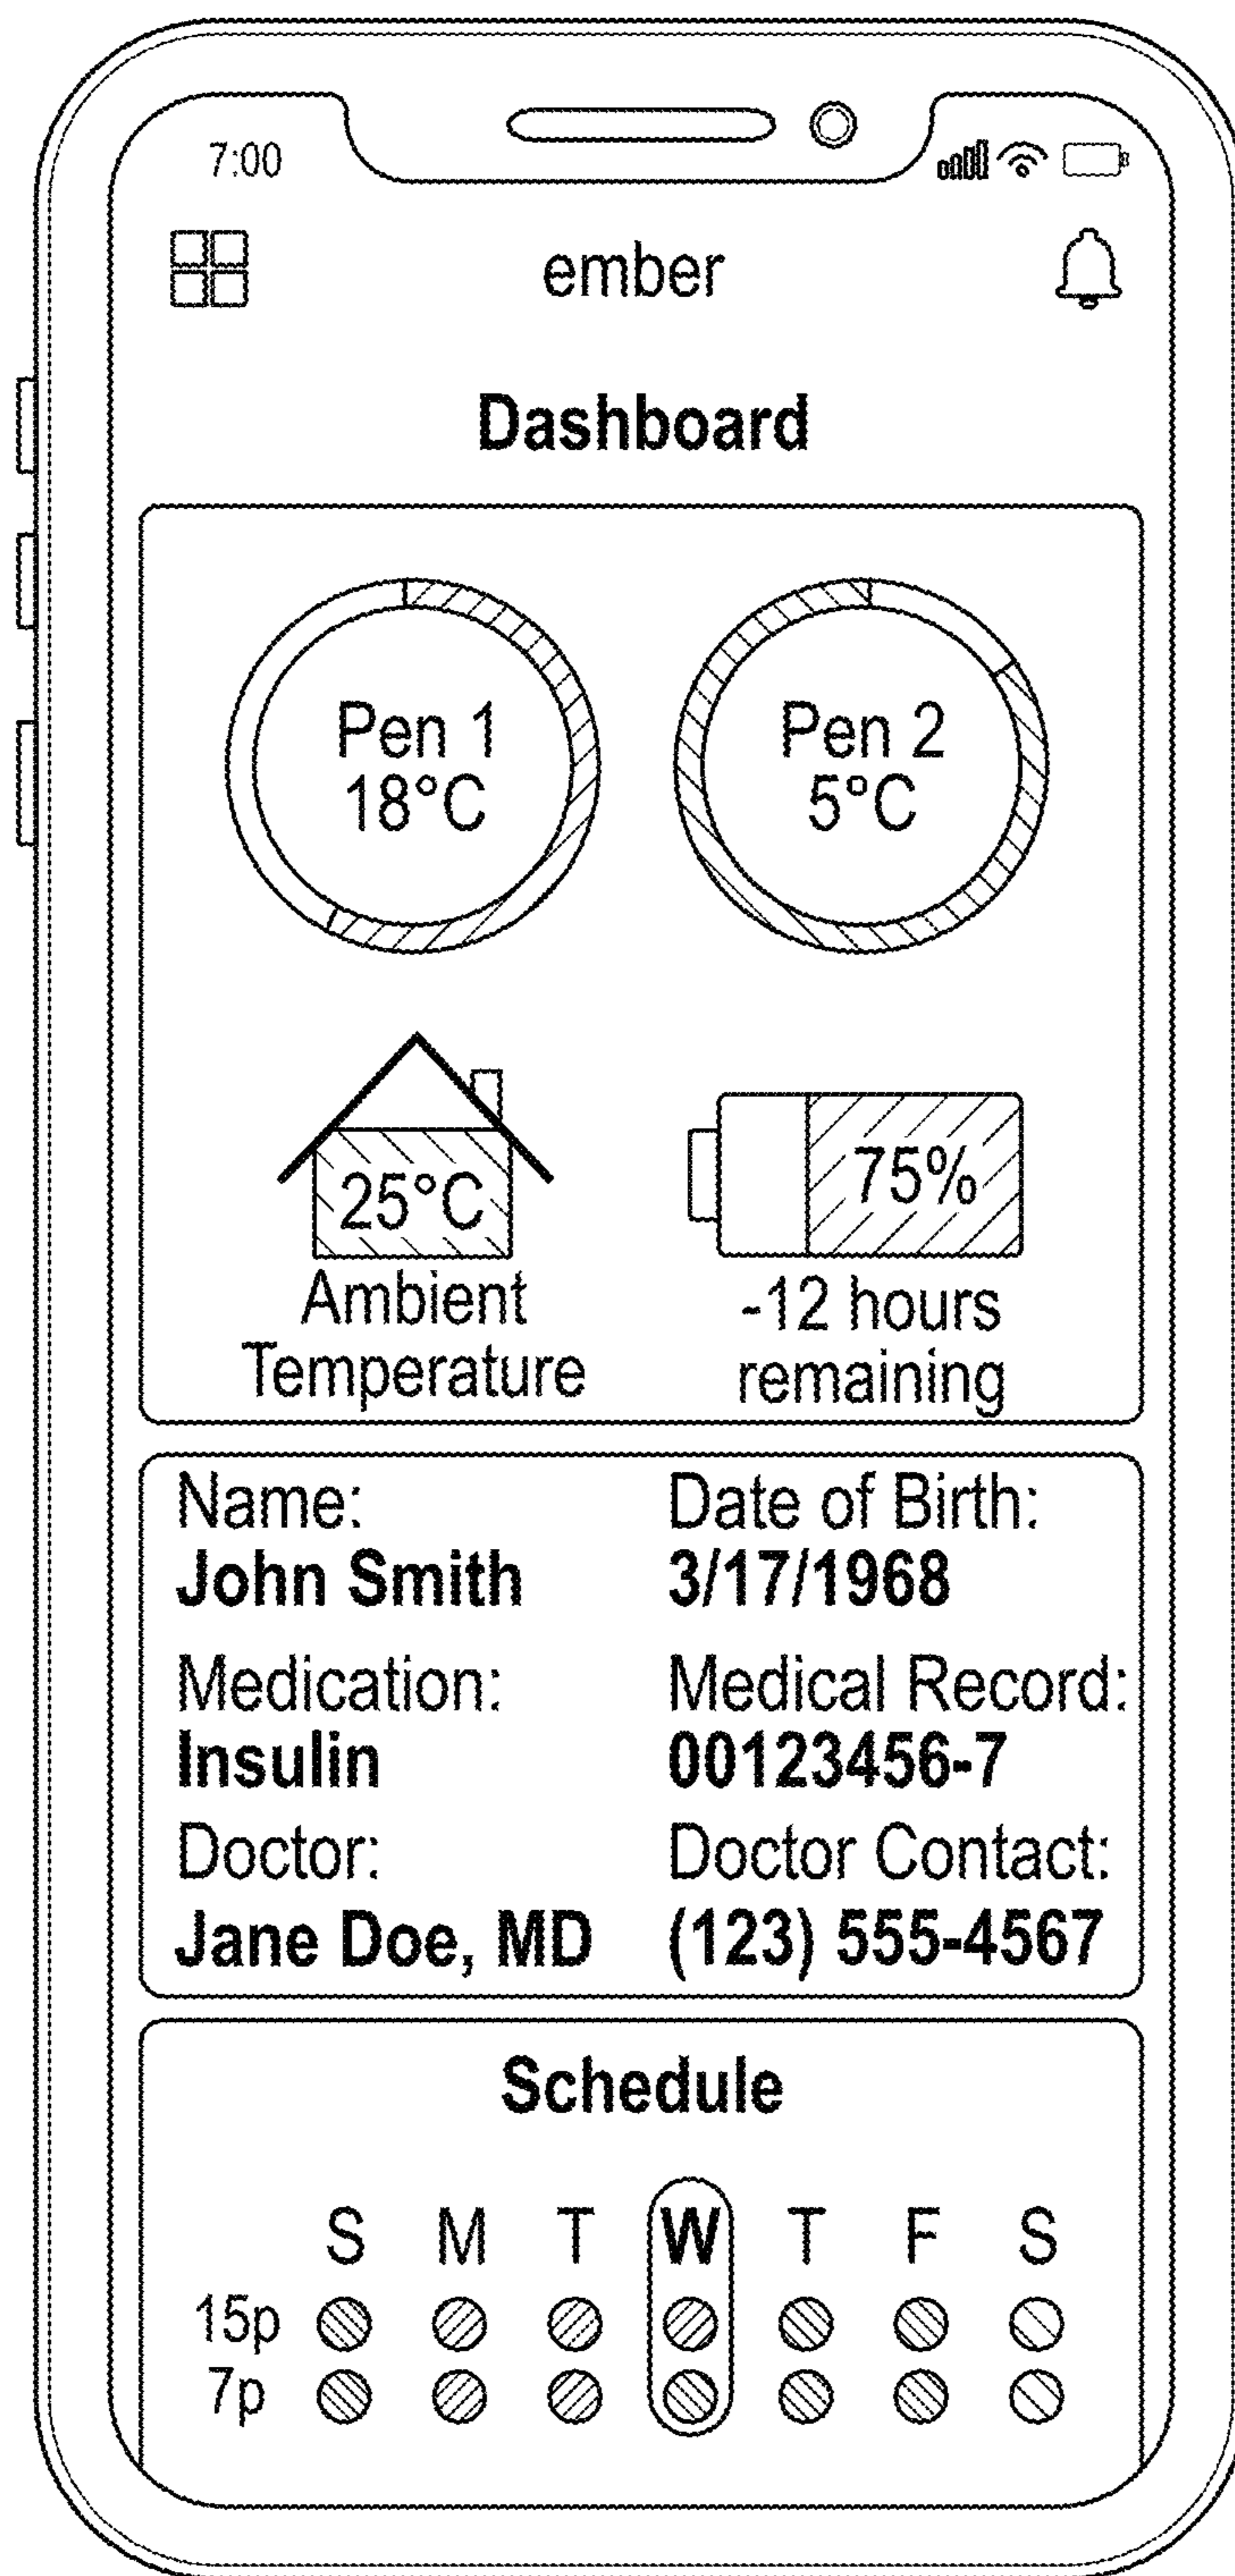 7:00
ember
Dashboard
Pen 1
18°C
Pen 2
5°C
25°C
Ambient
Temperature
75%
-12 hours
remaining
Name:
John Smith
Date of Birth:
3/17/1968
Medication:
Insulin
Medical Record:
00123456-7
Doctor:
Jane Doe, MD
Doctor Contact:
(123) 555-4567
Schedule
S M T W T F S
15p
7p